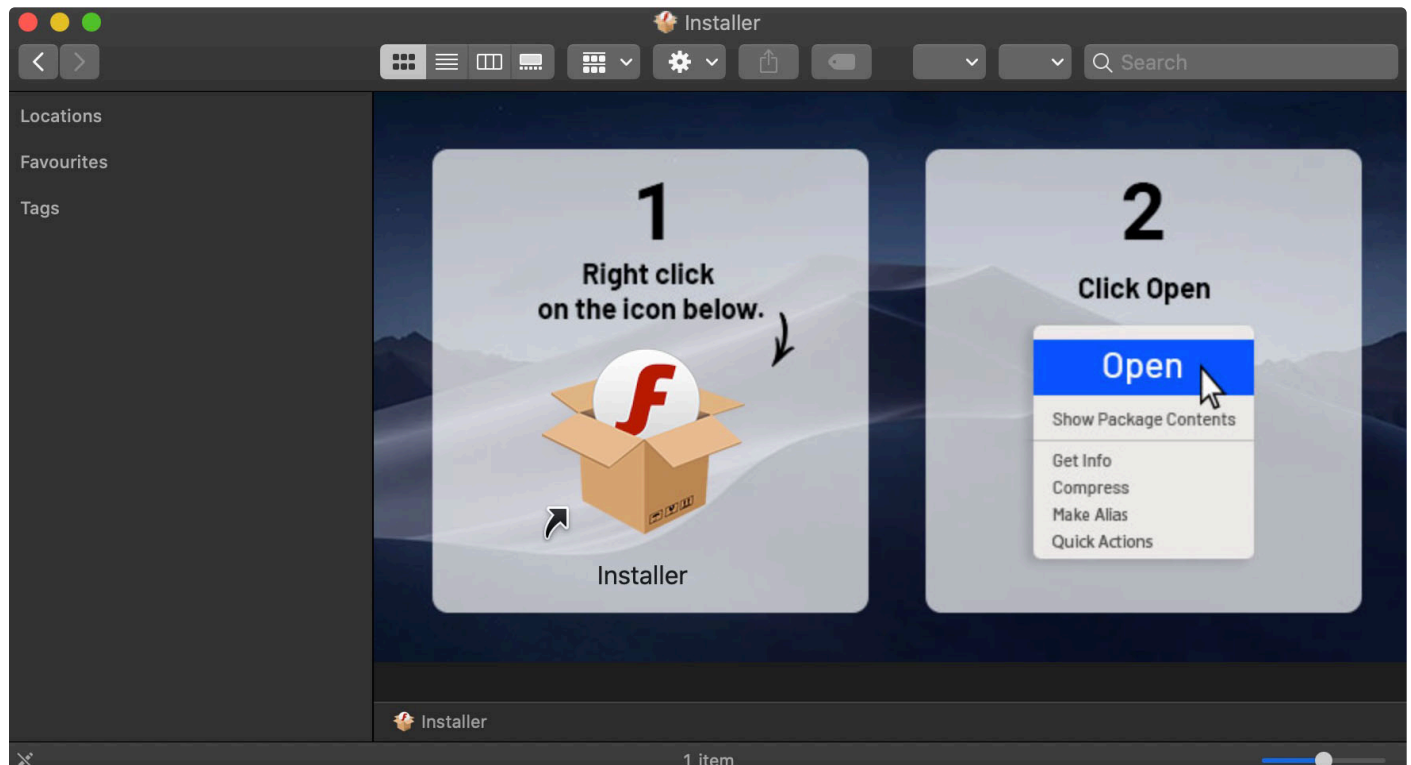 Installer
Search
Locations
Favourites
Tags
1
Right click
on the icon below.
Installer
2
Click Open
Open
Show Package Contents
Get Info
Compress
Make Alias
Quick Actions
Installer
1 item